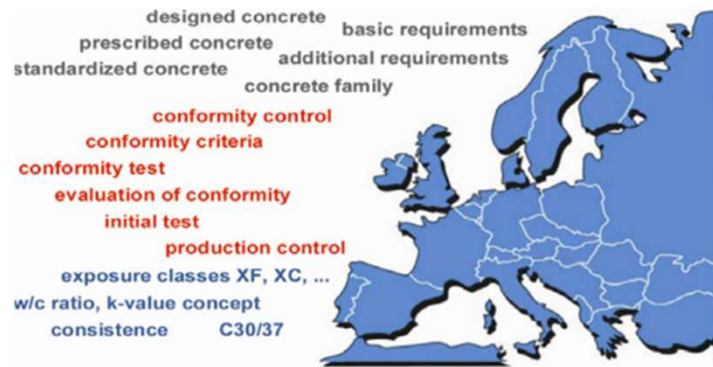 designed concrete
basic requirements
prescribed concrete
additional requirements
standardized concrete
concrete family
conformity control
conformity criteria
conformity test
evaluation of conformity
initial test
production control
exposure classes XF, XC, ...
w/c ratio, k-value concept
consistence C30/37